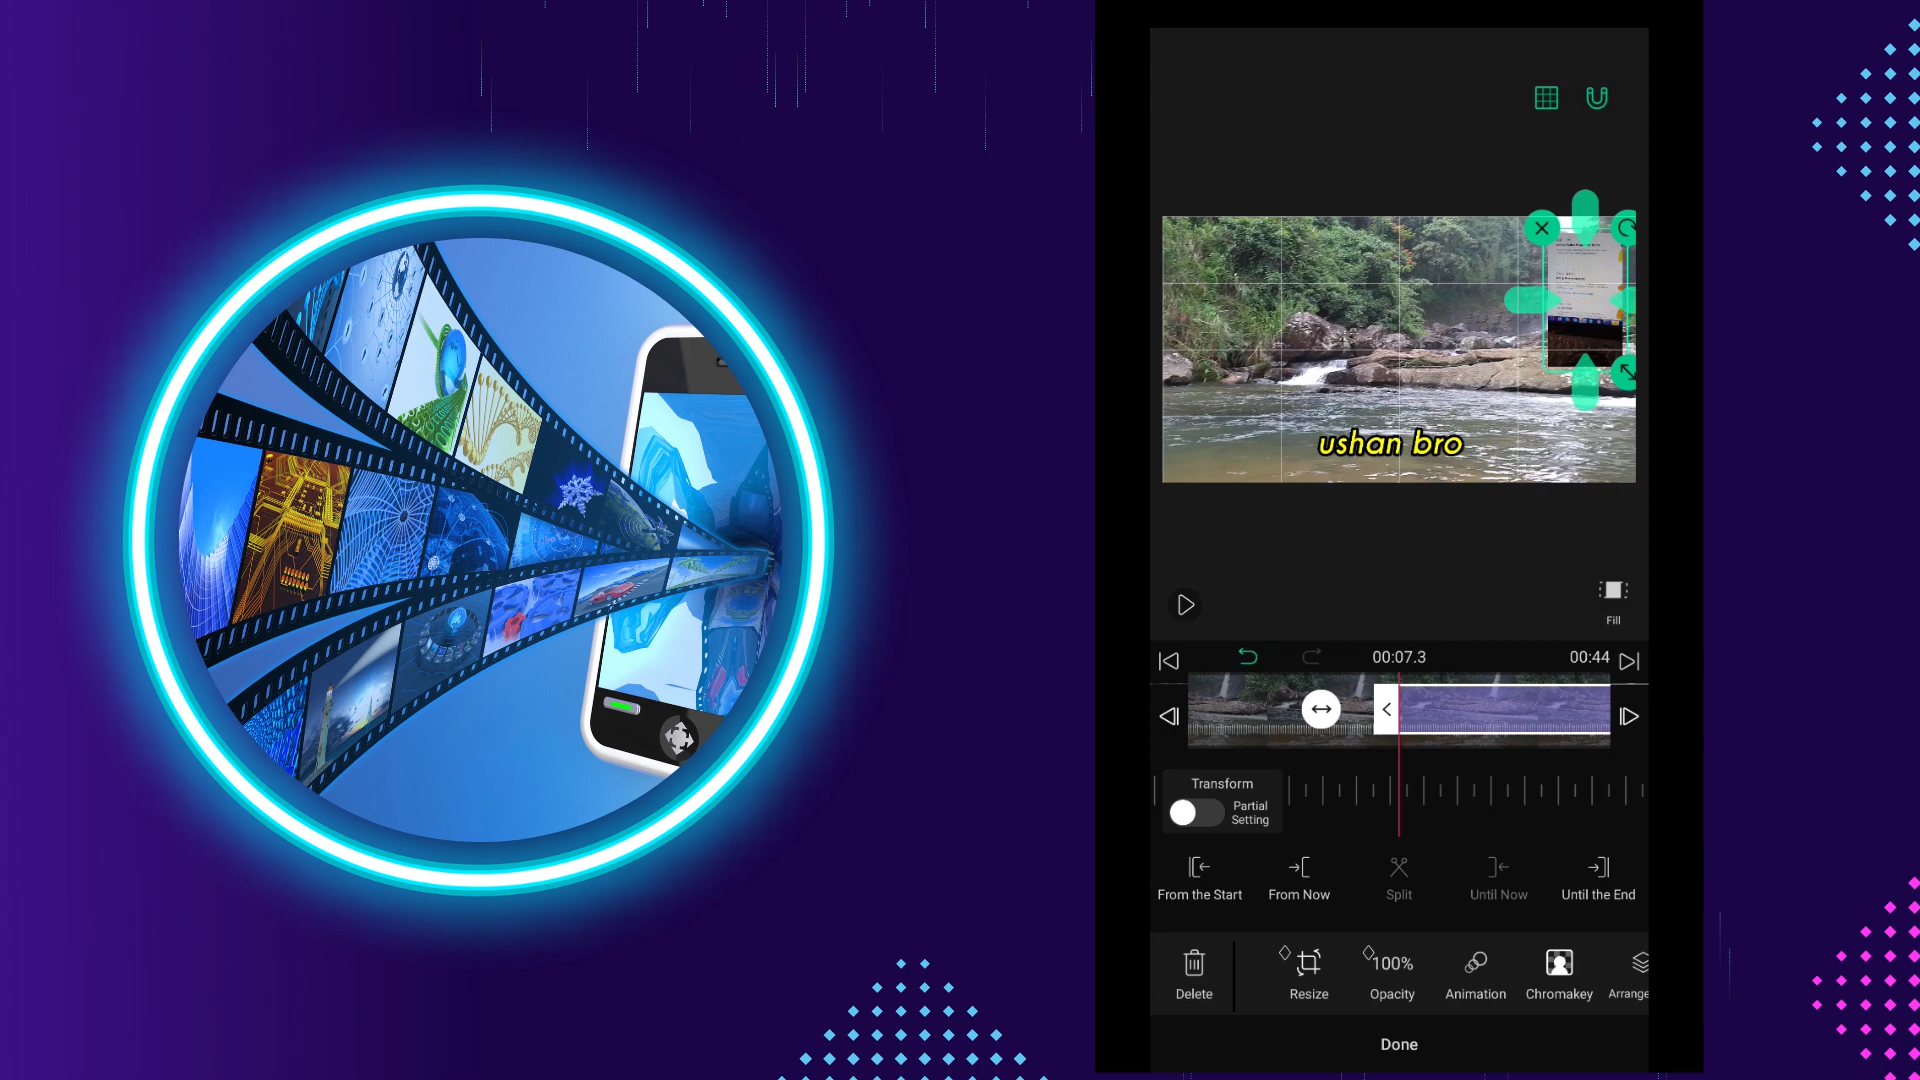 ushan bro
Fill
00:07.3
00:44
Transform
Partial
Setting
From the Start
From Now
Split
Until Now
Until the End
100%
Delete
Resize
Opacity
Animation
Chromakey
Arrange
Done